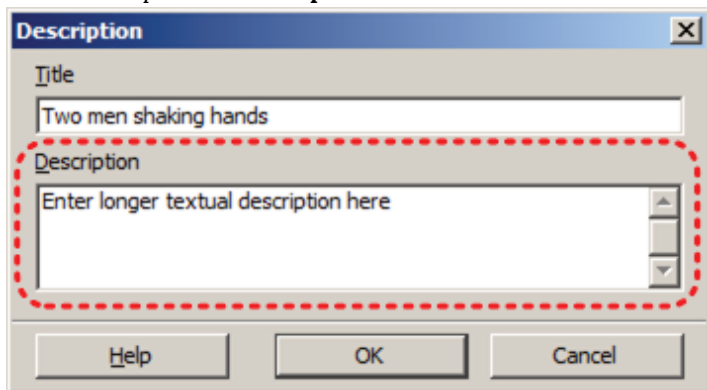 Description
Title
Two men shaking hands
Description
Enter longer textual description here
Help OK Cancel